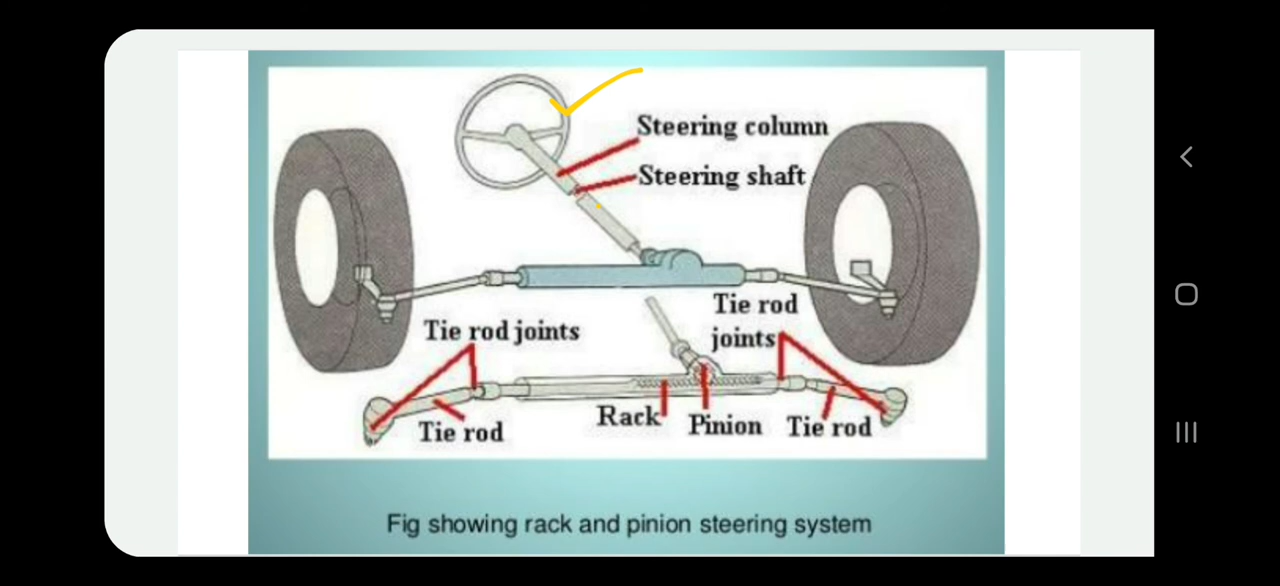 Steering column
Steering shaft
Tie rod
joints
Tie rod joints
Rack
Pinion
Tie rod
Tie rod
Fig showing rack and pinion steering system